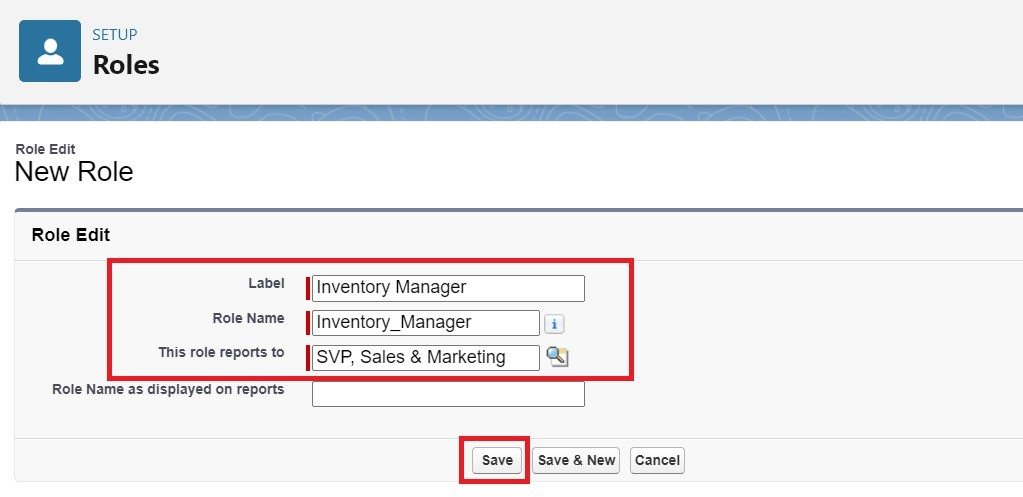 SETUP
Roles
Role Edit
New Role
Role Edit
Label Inventory Manager
Role Name Inventory_Manager i
This role reports to SVP, Sales & Marketing
Role Name as displayed on reports
Save Save & New Cancel